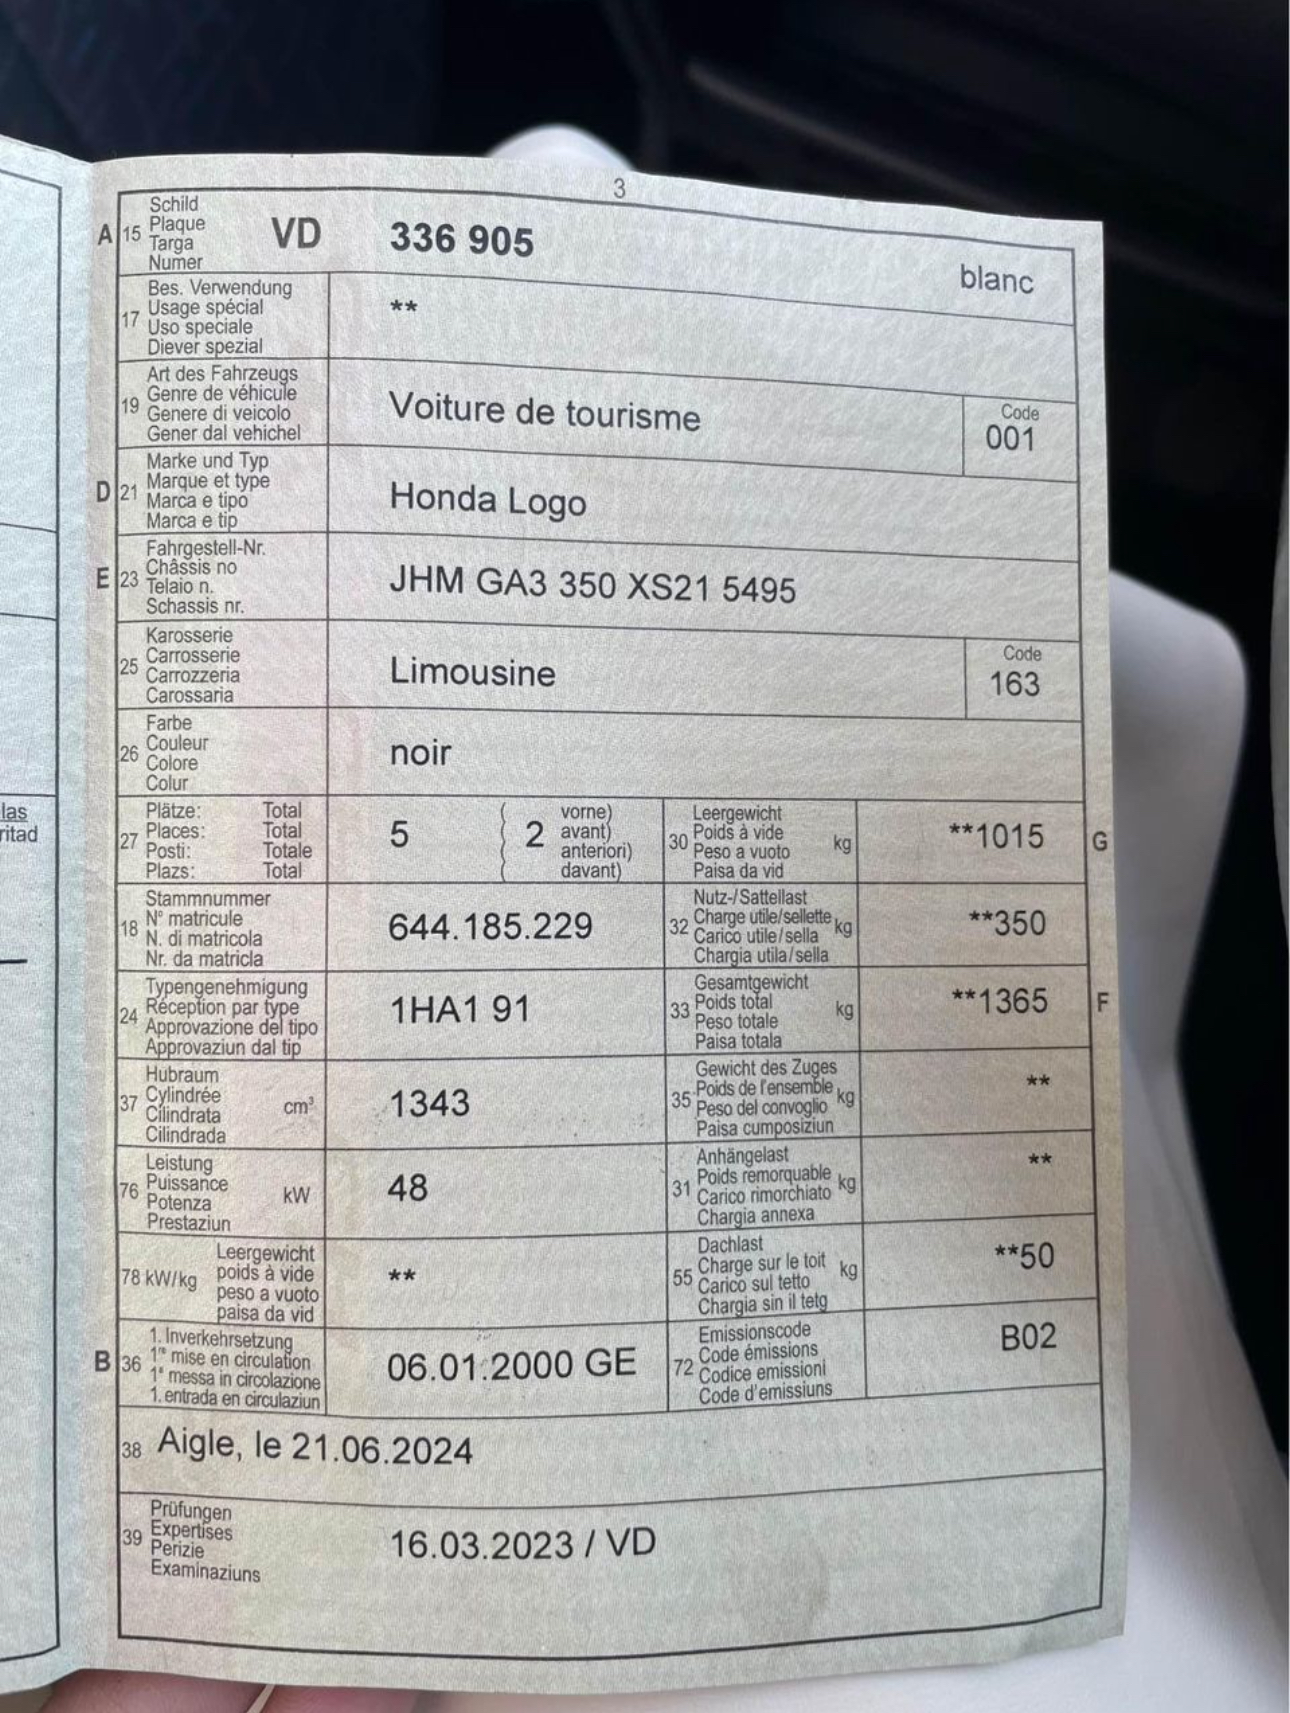 3
A 15 Schild
Plaque
Targa
Numer
VD 336 905 blanc
17 Bes. Verwendung
Usage spécial
Uso speciale
Diever spezial
**
19 Art des Fahrzeugs
Genre de véhicule
Genere di veicolo
Gener dal vehichel
Voiture de tourisme
Code
001
D 21 Marke und Typ
Marque et type
Marca e tipo
Marca e tip
Honda Logo
E 23 Fahrgestell-Nr.
Châssis no
Telaio n.
Schassis nr.
JHM GA3 350 XS21 5495
25 Karosserie
Carrosserie
Carrozzeria
Carossaria
Limousine
Code
163
26 Farbe
Couleur
Colore
Colur
noir
las
ritad
27 Plätze: Total
Places: Total
Posti: Totale
Plazs: Total
5 ( 2 vorne)
( avant)
( anteriori)
( davant)
30 Leergewicht
Poids à vide kg
Peso a vuoto
Paisa da vid
**1015 G
18 Stammnummer
N° matricule
N. di matricola
Nr. da matricla
644.185.229
32 Nutz-/Sattellast
Charge utile/sellette kg
Carico utile/sella
Chargia utila/sella
**350
24 Typengenehmigung
Réception par type
Approvazione del tipo
Approvaziun dal tip
1HA1 91
33 Gesamtgewicht
Poids total kg
Peso totale
Paisa totala
**1365 F
37 Hubraum
Cylindrée cm³
Cilindrata
Cilindrada
1343
35 Gewicht des Zuges
Poids de l'ensemble kg
Peso del convoglio
Paisa cumposiziun
**
76 Leistung
Puissance kW
Potenza
Prestaziun
48
31 Anhängelast
Poids remorquable kg
Carico rimorchiato
Chargia annexa
**
78 kW/kg Leergewicht
poids à vide
peso a vuoto
paisa da vid
**
55 Dachlast
Charge sur le toit kg
Carico sul tetto
Chargia sin il tetg
**50
B 36 1. Inverkehrsetzung
1re mise en circulation
1a messa in circolazione
1. entrada en circulaziun
06.01.2000 GE
72 Emissionscode
Code émissions
Codice emissioni
Code d'emissiuns
B02
38 Aigle, le 21.06.2024
39 Prüfungen
Expertises
Perizie
Examinaziuns
16.03.2023 / VD